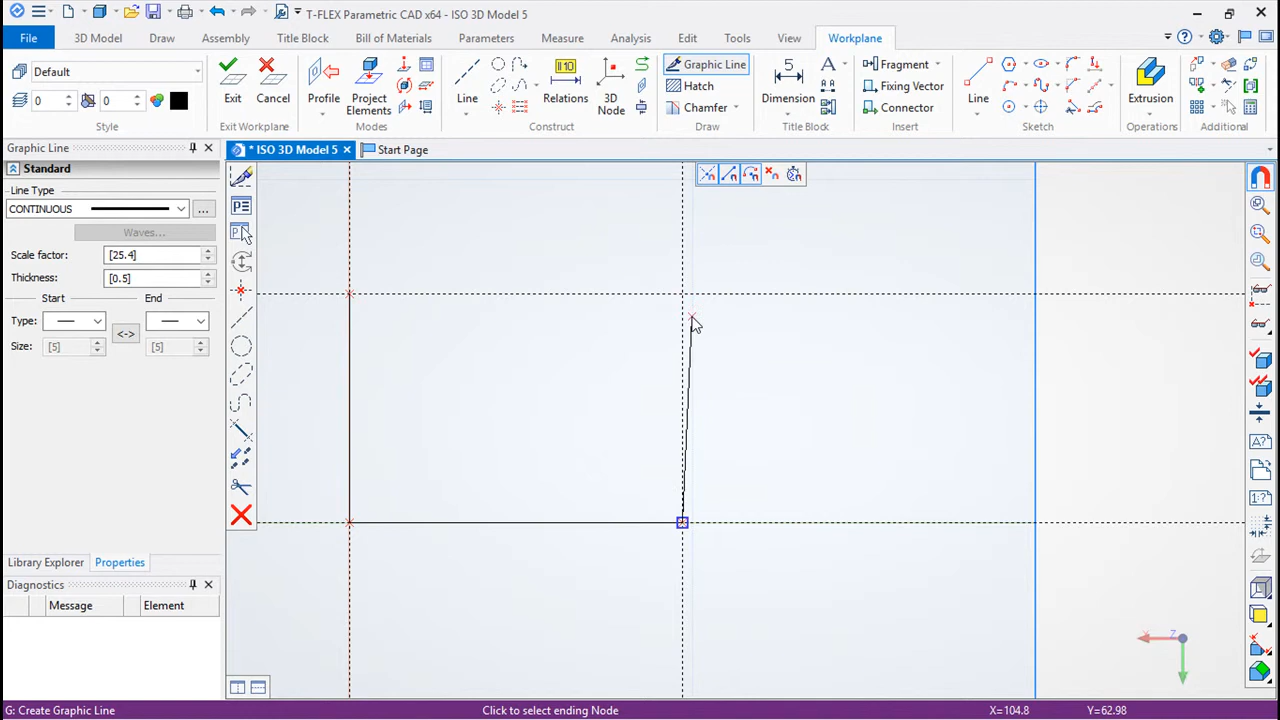 T-FLEX Parametric CAD x64 - ISO 3D Model 5
File 3D Model Draw Assembly Title Block Bill of Materials Parameters Edit Measure Analysis Tools View Workplane
Default
0 0
Style
Exit Cancel
Exit Workplane
Profile Project Elements
Modes
Line Relations 3D Node
Construct
Graphic Line
Hatch
Chamfer
Draw
Dimension
Title Block
Fragment
Fixing Vector
Connector
Insert
Line
Sketch
Extrusion
Operations
Additional
Graphic Line
* ISO 3D Model 5 Start Page
Standard
Line Type
CONTINUOUS
...
Waves...
Scale factor: [25.4]
Thickness: [0.5]
Start End
Type:
<->
Size: [5] [5]
Library Explorer Properties
Diagnostics
Message Element
X Z
G: Create Graphic Line Click to select ending Node X=104.8 Y=62.98